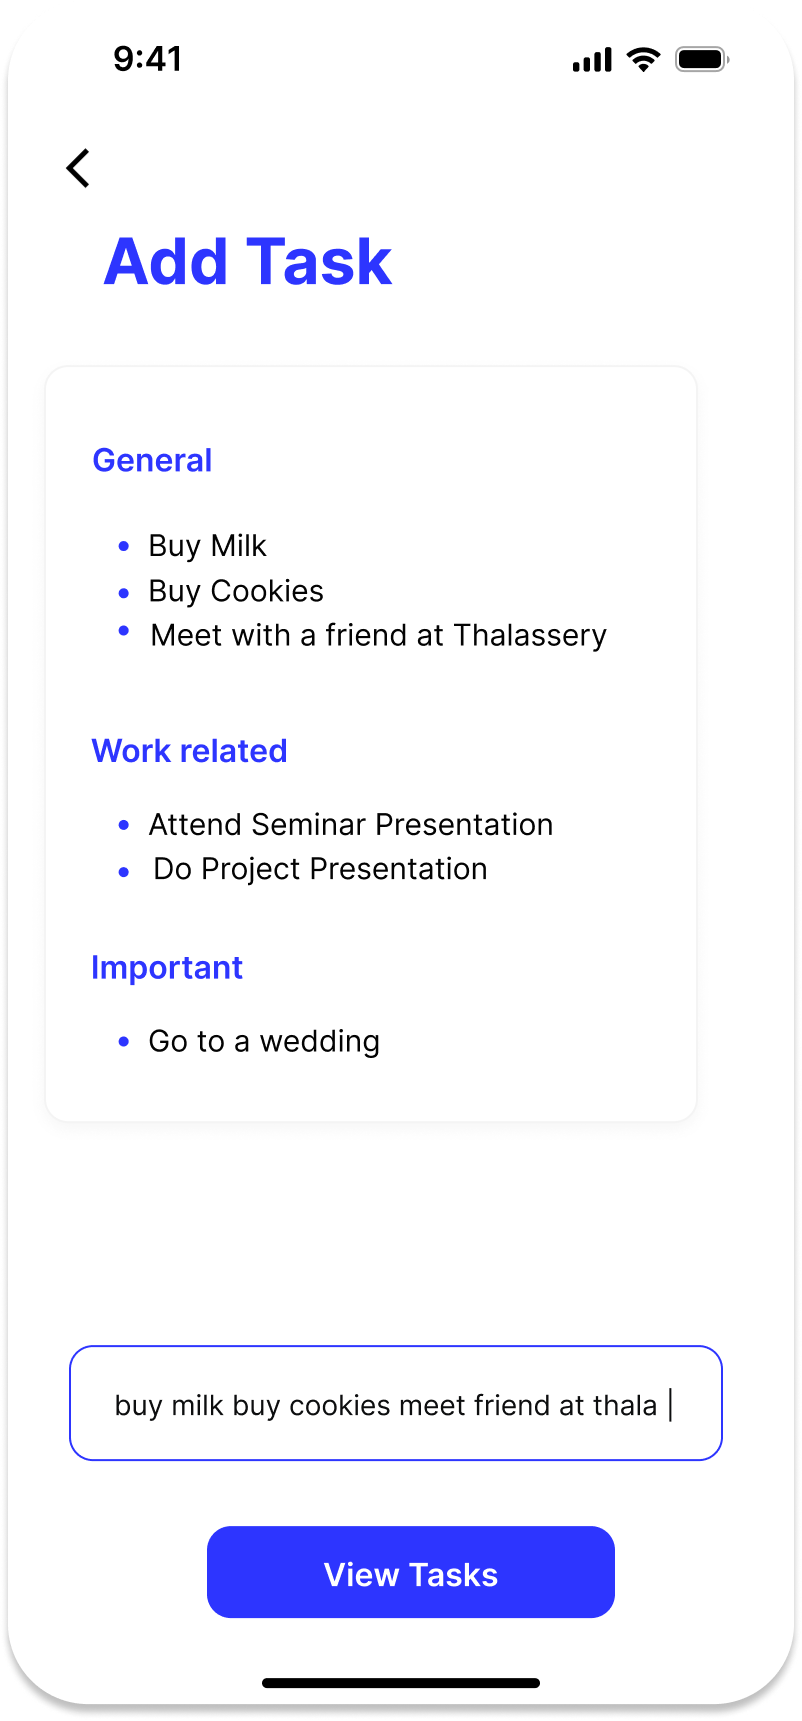 9:41
Add Task
General
Buy Milk
Buy Cookies
Meet with a friend at Thalassery
Work related
Attend Seminar Presentation
Do Project Presentation
Important
Go to a wedding
buy milk buy cookies meet friend at thala
View Tasks